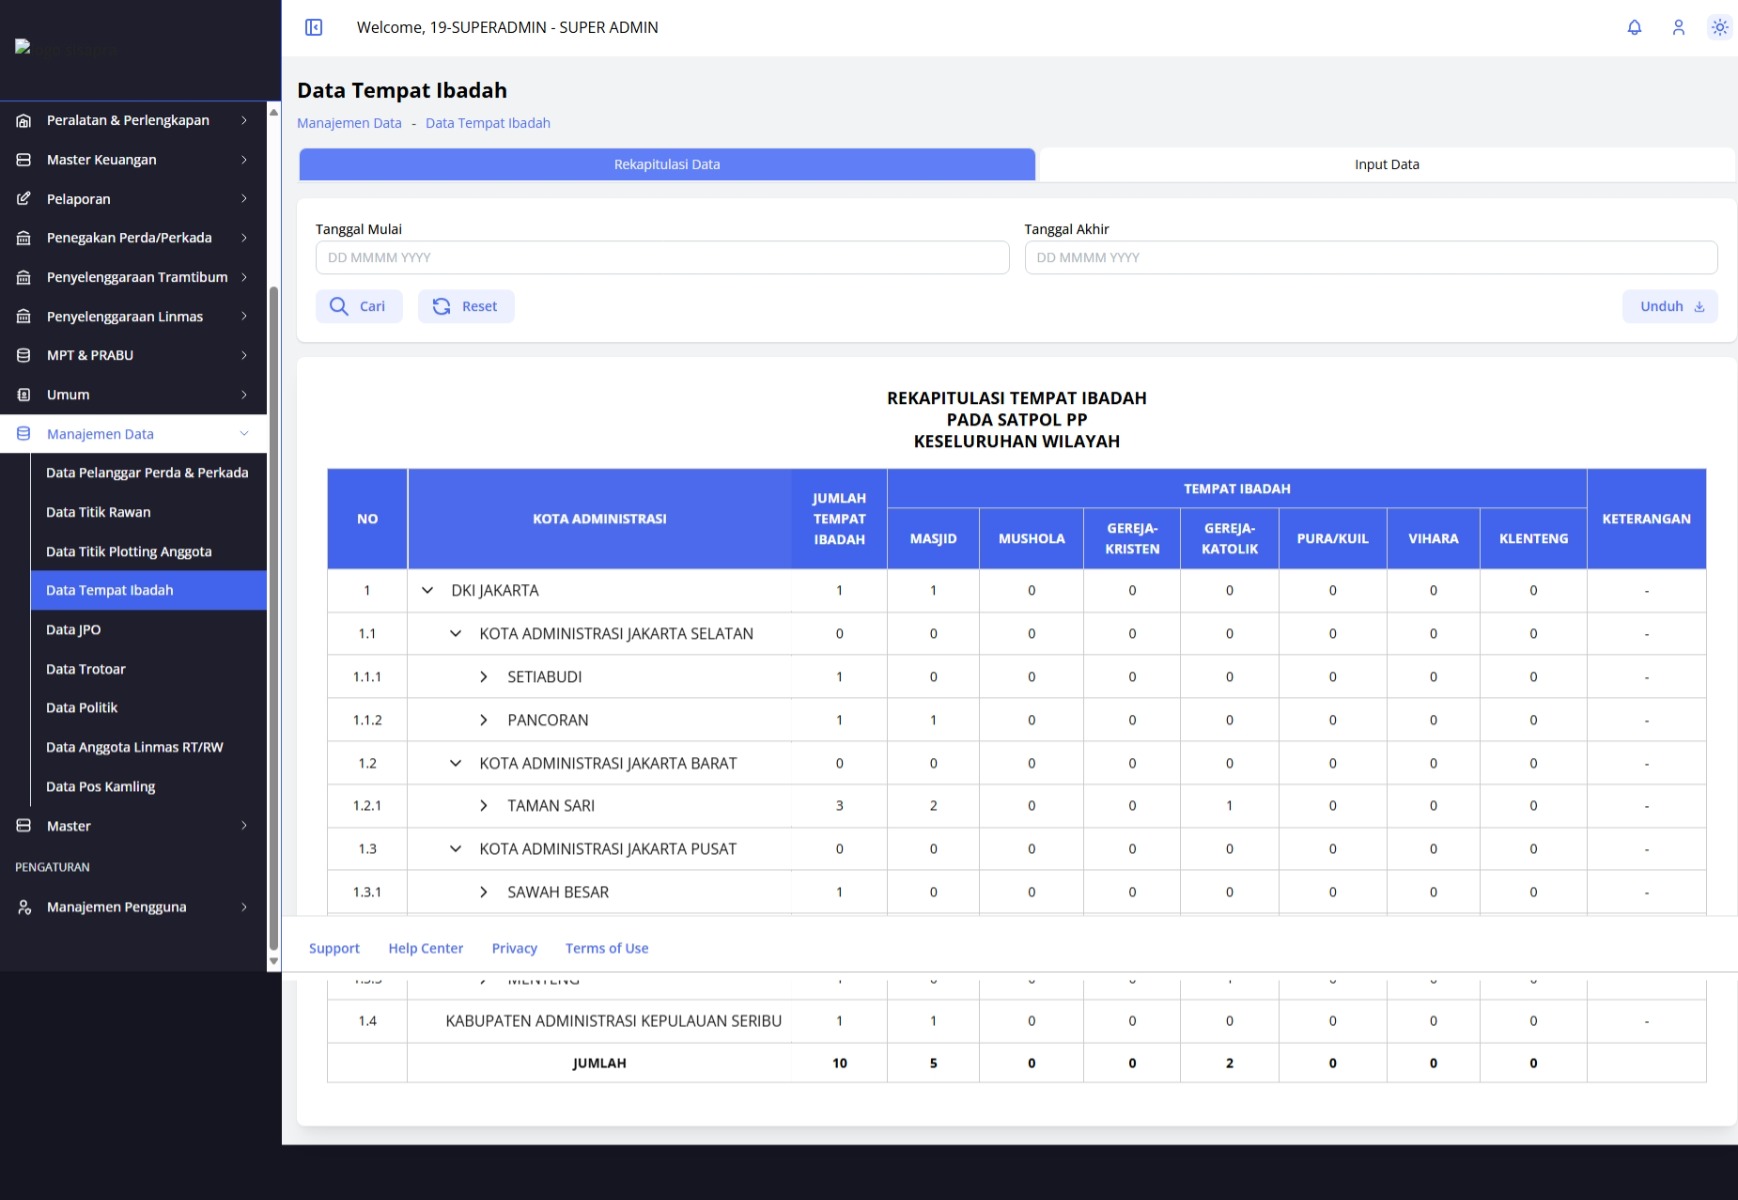 Welcome, 19-SUPERADMIN - SUPER ADMIN
Peralatan & Perlengkapan
Master Keuangan
Pelaporan
Penegakan Perda/Perkada
Penyelenggaraan Tramtibum
Penyelenggaraan Linmas
MPT & PRABU
Umum
Manajemen Data
Data Pelanggar Perda & Perkada
Data Titik Rawan
Data Titik Plotting Anggota
Data Tempat Ibadah
Data JPO
Data Trotoar
Data Politik
Data Anggota Linmas RT/RW
Data Pos Kamling
Master
PENGATURAN
Manajemen Pengguna
Data Tempat Ibadah
Manajemen Data - Data Tempat Ibadah
Rekapitulasi Data Input Data
Tanggal Mulai Tanggal Akhir
DD MMMM YYYY DD MMMM YYYY
Cari Reset Unduh
REKAPITULASI TEMPAT IBADAH
PADA SATPOL PP
KESELURUHAN WILAYAH
NO KOTA ADMINISTRASI JUMLAH TEMPAT IBADAH TEMPAT IBADAH KETERANGAN
MASJID MUSHOLA GEREJA-KRISTEN GEREJA-KATOLIK PURA/KUIL VIHARA KLENTENG
1 DKI JAKARTA 1 1 0 0 0 0 0 0 -
1.1 KOTA ADMINISTRASI JAKARTA SELATAN 0 0 0 0 0 0 0 0 -
1.1.1 SETIABUDI 1 0 0 0 0 0 0 0 -
1.1.2 PANCORAN 1 1 0 0 0 0 0 0 -
1.2 KOTA ADMINISTRASI JAKARTA BARAT 0 0 0 0 0 0 0 0 -
1.2.1 TAMAN SARI 3 2 0 0 1 0 0 0 -
1.3 KOTA ADMINISTRASI JAKARTA PUSAT 0 0 0 0 0 0 0 0 -
1.3.1 SAWAH BESAR 1 0 0 0 0 0 0 0 -
Support Help Center Privacy Terms of Use
MENTENG
1.4 KABUPATEN ADMINISTRASI KEPULAUAN SERIBU 1 1 0 0 0 0 0 0 -
JUMLAH 10 5 0 0 2 0 0 0